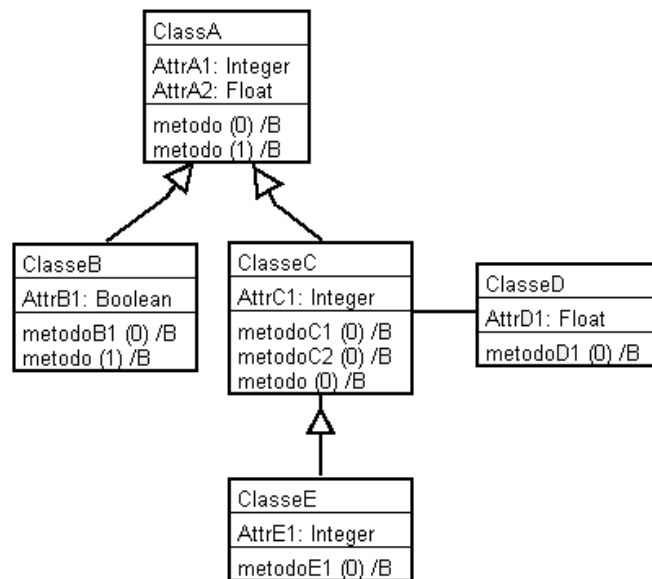 ClassA
AttrA1: Integer
AttrA2: Float
metodo (0) /B
metodo (1) /B
ClasseB
AttrB1: Boolean
metodoB1 (0) /B
metodo (1) /B
ClasseC
AttrC1: Integer
metodoC1 (0) /B
metodoC2 (0) /B
metodo (0) /B
ClasseD
AttrD1: Float
metodoD1 (0) /B
ClasseE
AttrE1: Integer
metodoE1 (0) /B